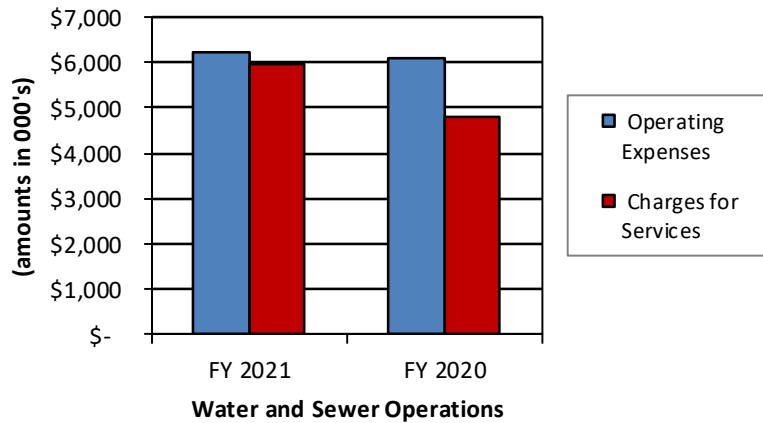 $7,000
$6,000
$5,000
$4,000
$3,000
$2,000
$1,000
$-
(amounts in 000's)
FY 2021
FY 2020
Water and Sewer Operations
Operating
Expenses
Charges for
Services